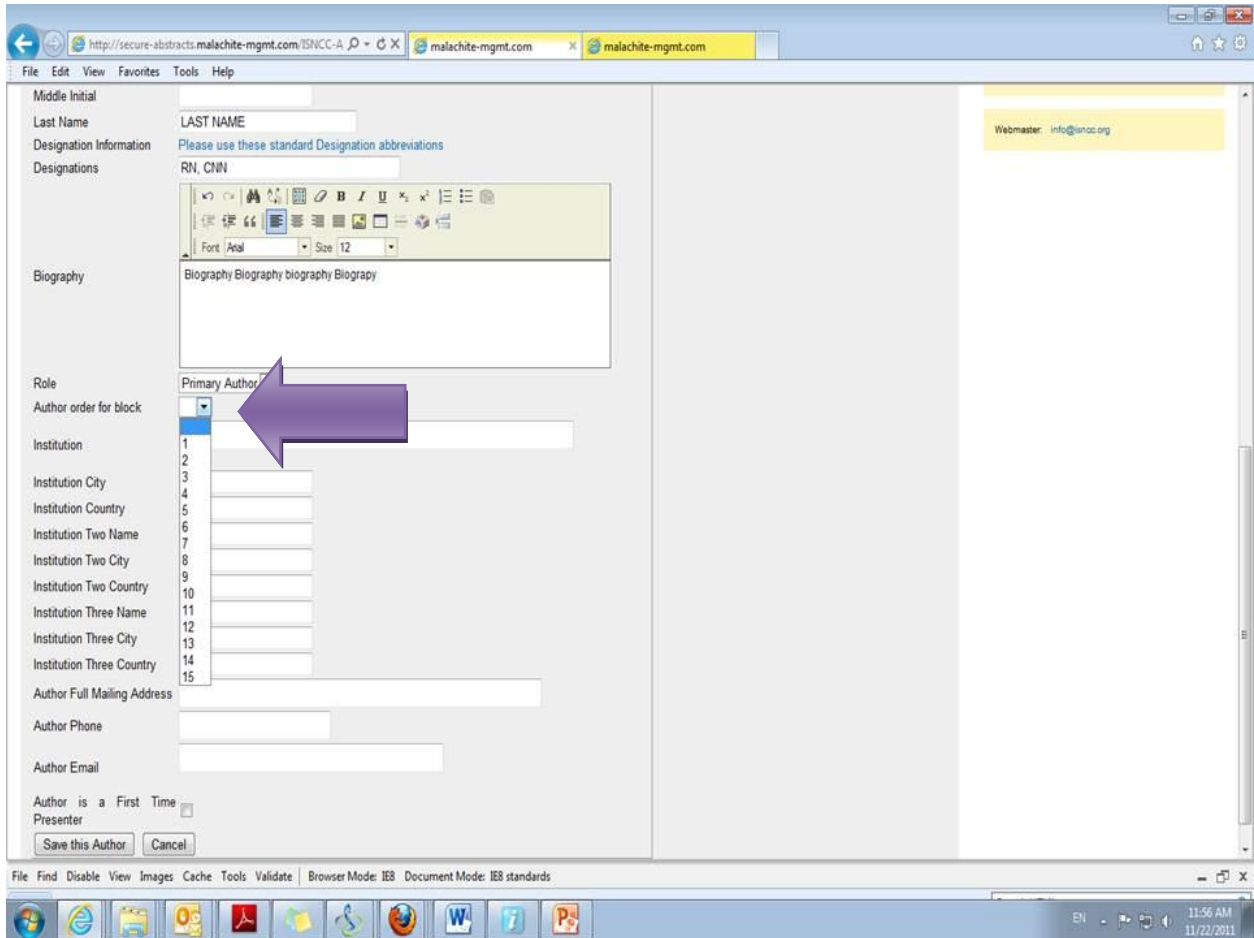 http://secure-abstracts.malachite-mgmt.com/ISNCC-A
malachite-mgmt.com
malachite-mgmt.com
File Edit View Favorites Tools Help
Middle Initial
Last Name LAST NAME
Designation Information Please use these standard Designation abbreviations
Designations RN, CNN
B I U x₂ x²
Font Arial Size 12
Biography Biography Biography biography Biograpy
Role Primary Author
Author order for block
Institution
1
2
Institution City
3
4
Institution Country
5
Institution Two Name
6
7
Institution Two City
8
9
Institution Two Country
10
Institution Three Name
11
12
Institution Three City
13
Institution Three Country
14
15
Author Full Mailing Address
Author Phone
Author Email
Author is a First Time
Presenter
Save this Author Cancel
Webmaster: info@isncc.org
File Find Disable View Images Cache Tools Validate Browser Mode: IE8 Document Mode: IE8 standards
EN 11:56 AM
11/22/2011